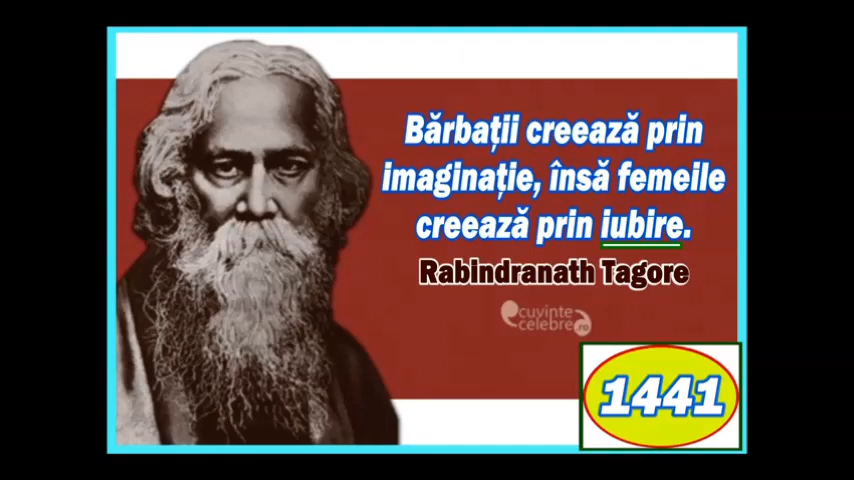 Bărbații creează prin
imaginație, însă femeile
creează prin iubire.
Rabindranath Tagore
cuvinte
celebre.ro
1441